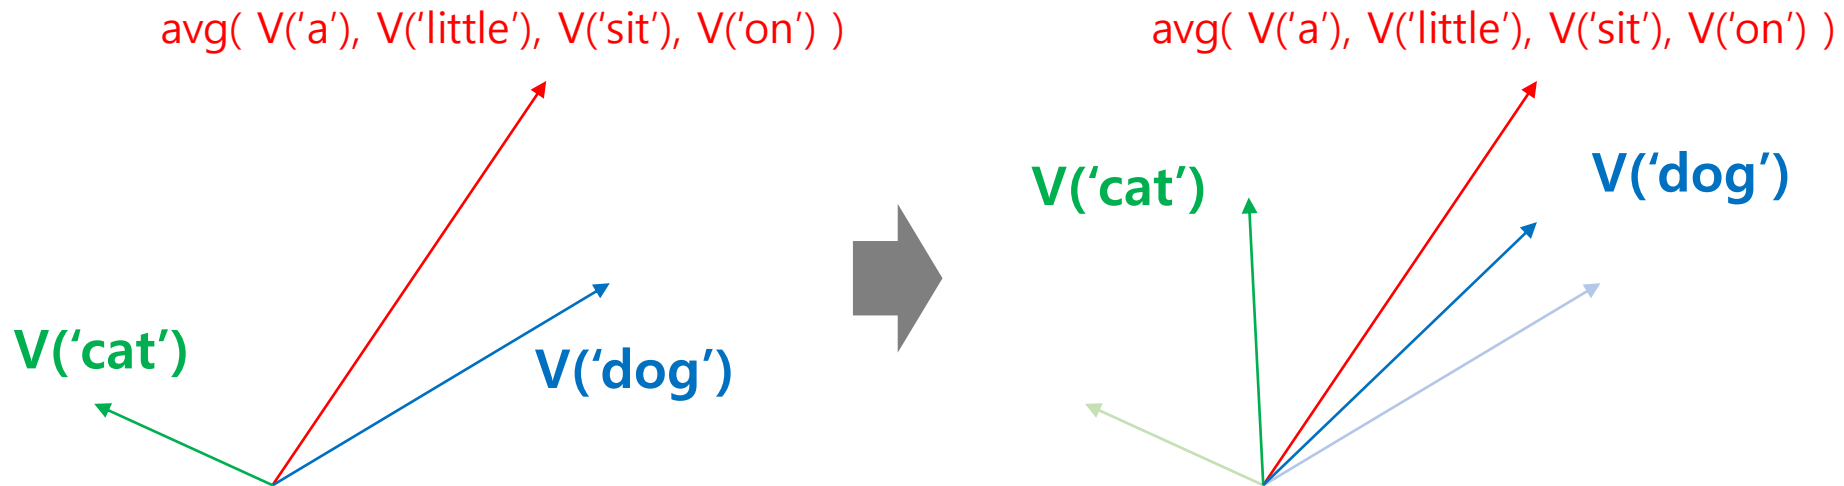 avg( V(‘a’), V(‘little’), V(‘sit’), V(‘on’) )
V(‘cat’)
V(‘dog’)
avg( V(‘a’), V(‘little’), V(‘sit’), V(‘on’) )
V(‘cat’)
V(‘dog’)